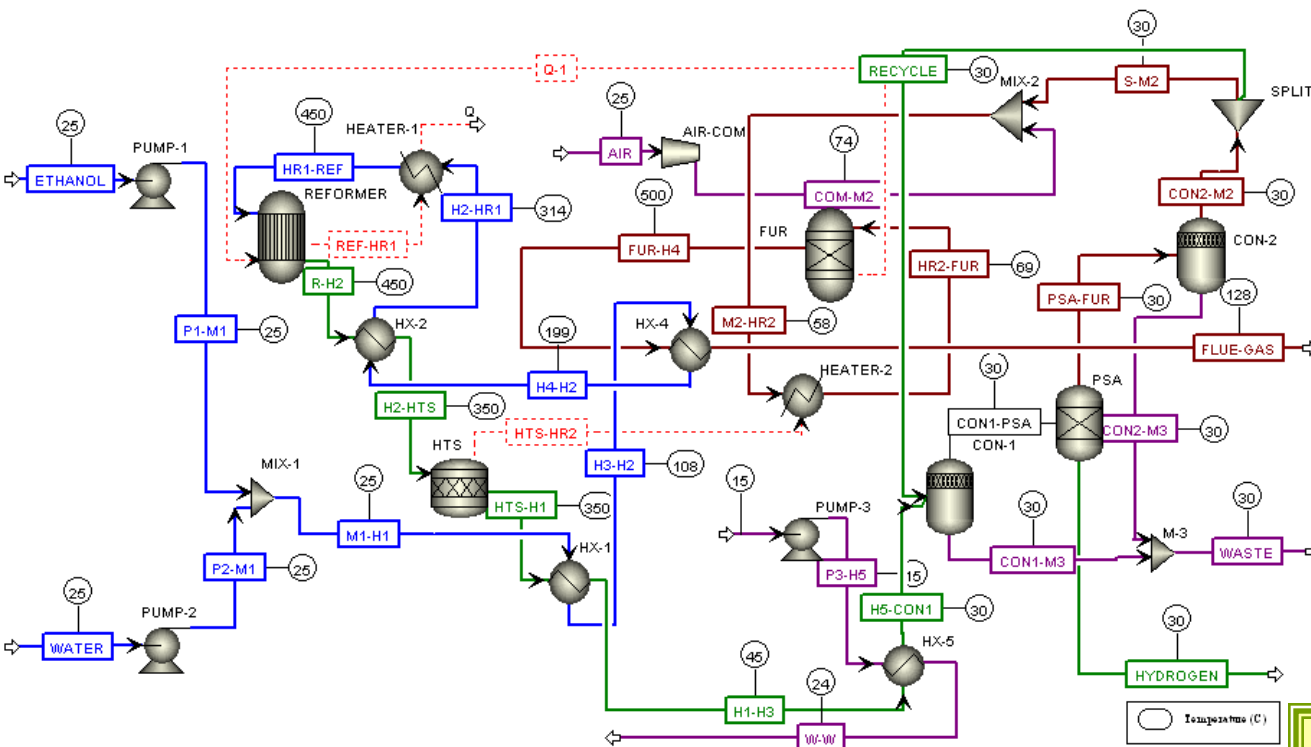 30
Q-1
RECYCLE
30
MIX-2
S-M2
SPLIT
25
450
HEATER-1
Q
25
AIR-COM
74
PUMP-1
ETHANOL
HR1-REF
AIR
COM-M2
CON2-M2
30
REFORMER
H2-HR1
314
500
FUR
CON-2
REF-HR1
FUR-H4
HR2-FUR
69
R-H2
450
PSA-FUR
30
128
P1-M1
25
HX-2
199
HX-4
M2-HR2
58
FLUE-GAS
H4-H2
HEATER-2
30
PSA
H2-HTS
350
CON1-PSA
CON2-M3
30
HTS-HR2
CON-1
HTS
H3-H2
108
MIX-1
25
15
PUMP-3
30
30
HTS-H1
350
M1-H1
HX-1
M-3
P2-M1
25
P3-H5
15
CON1-M3
WASTE
25
PUMP-2
H5-CON1
30
30
WATER
HX-5
45
HYDROGEN
24
H1-H3
W-W
Temperature (C)